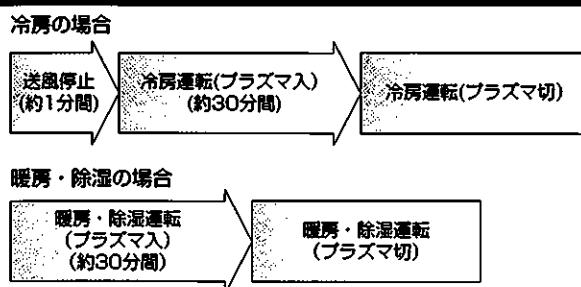 冷房の場合
送風停止
(約1分間)
冷房運転(プラズマ入)
(約30分間)
冷房運転(プラズマ切)
暖房・除湿の場合
暖房・除湿運転
(プラズマ入)
(約30分間)
暖房・除湿運転
(プラズマ切)